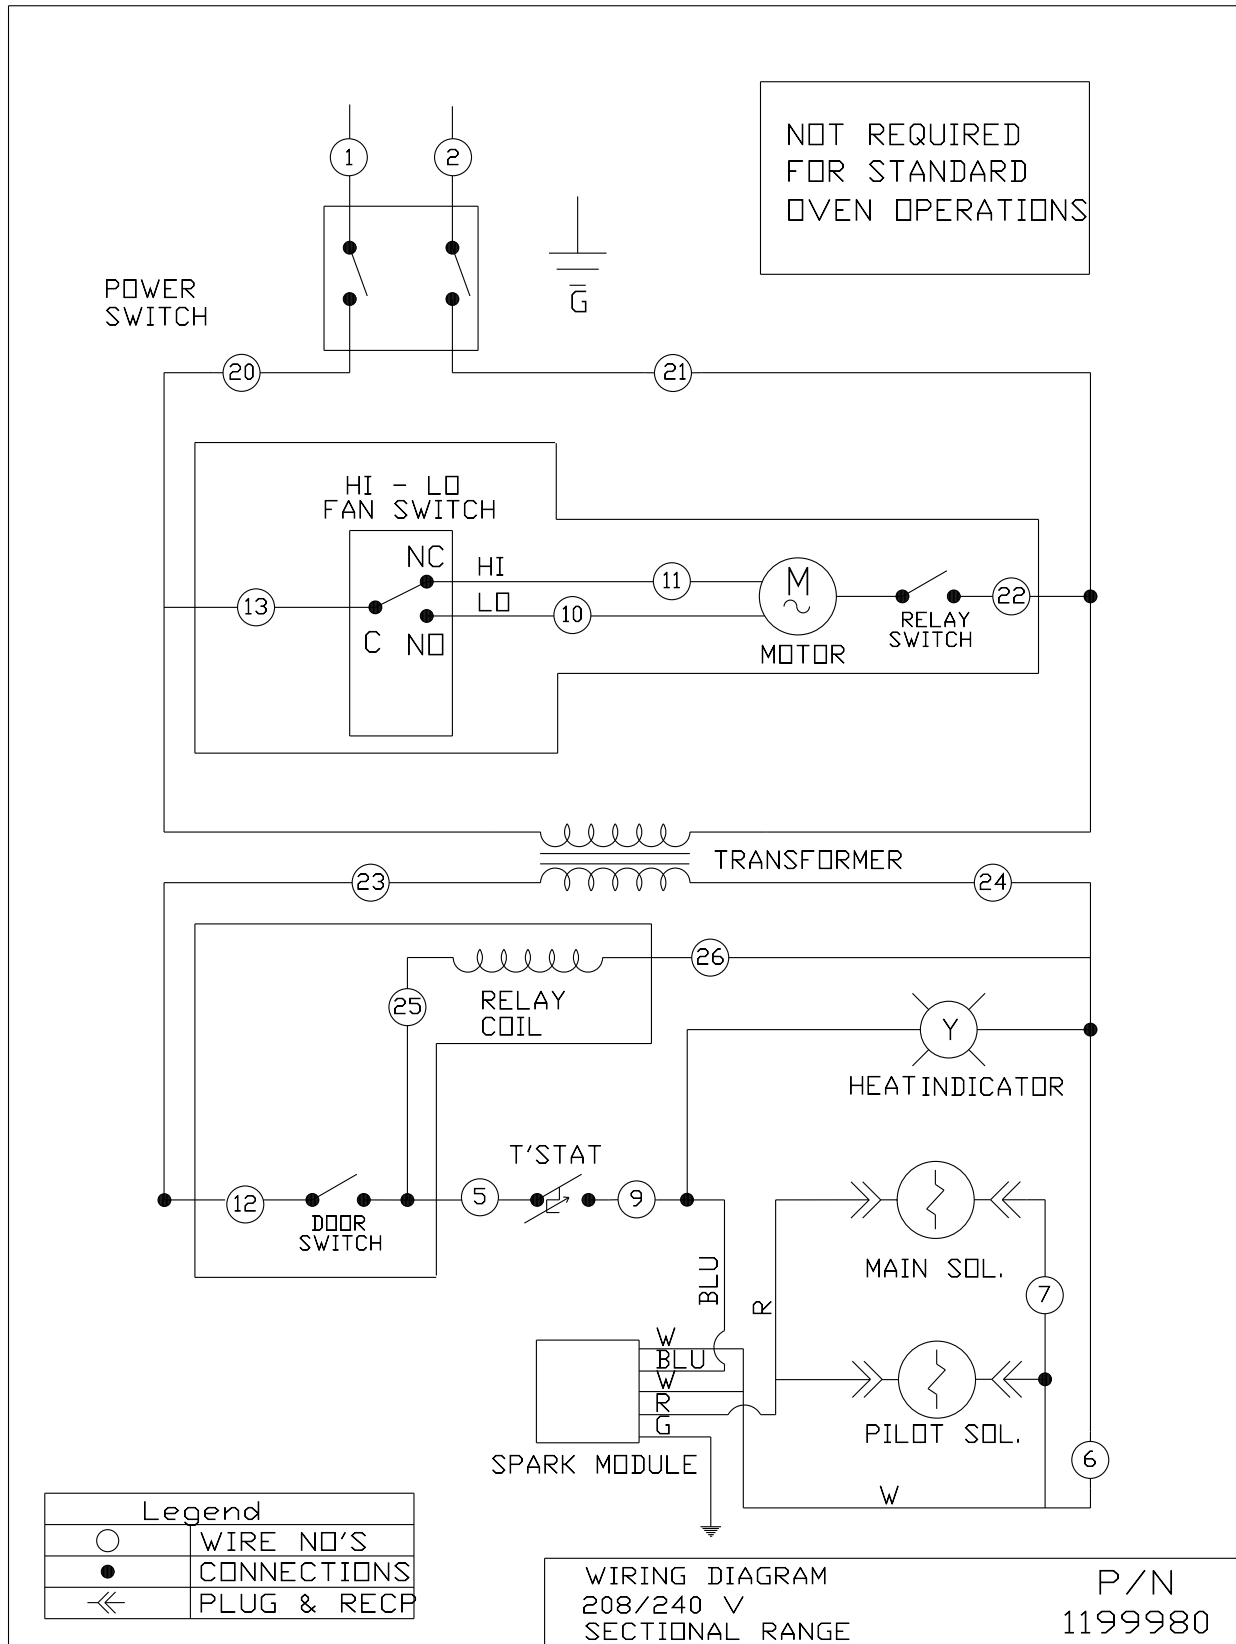 NOT REQUIRED
FOR STANDARD
OVEN OPERATIONS
1
2
POWER
SWITCH
G
20
21
HI - LO
FAN SWITCH
NC
HI
11
M
13
LO
10
22
C
NO
MOTOR
RELAY
SWITCH
TRANSFORMER
23
24
26
25
RELAY
COIL
Y
HEAT INDICATOR
T'STAT
12
5
9
DOOR
SWITCH
MAIN SOL.
BLU
R
7
W
BLU
W
R
G
PILOT SOL.
SPARK MODULE
6
W
Legend
WIRE NO'S
CONNECTIONS
PLUG & RECP
WIRING DIAGRAM
208/240 V
SECTIONAL RANGE
P/N
1199980